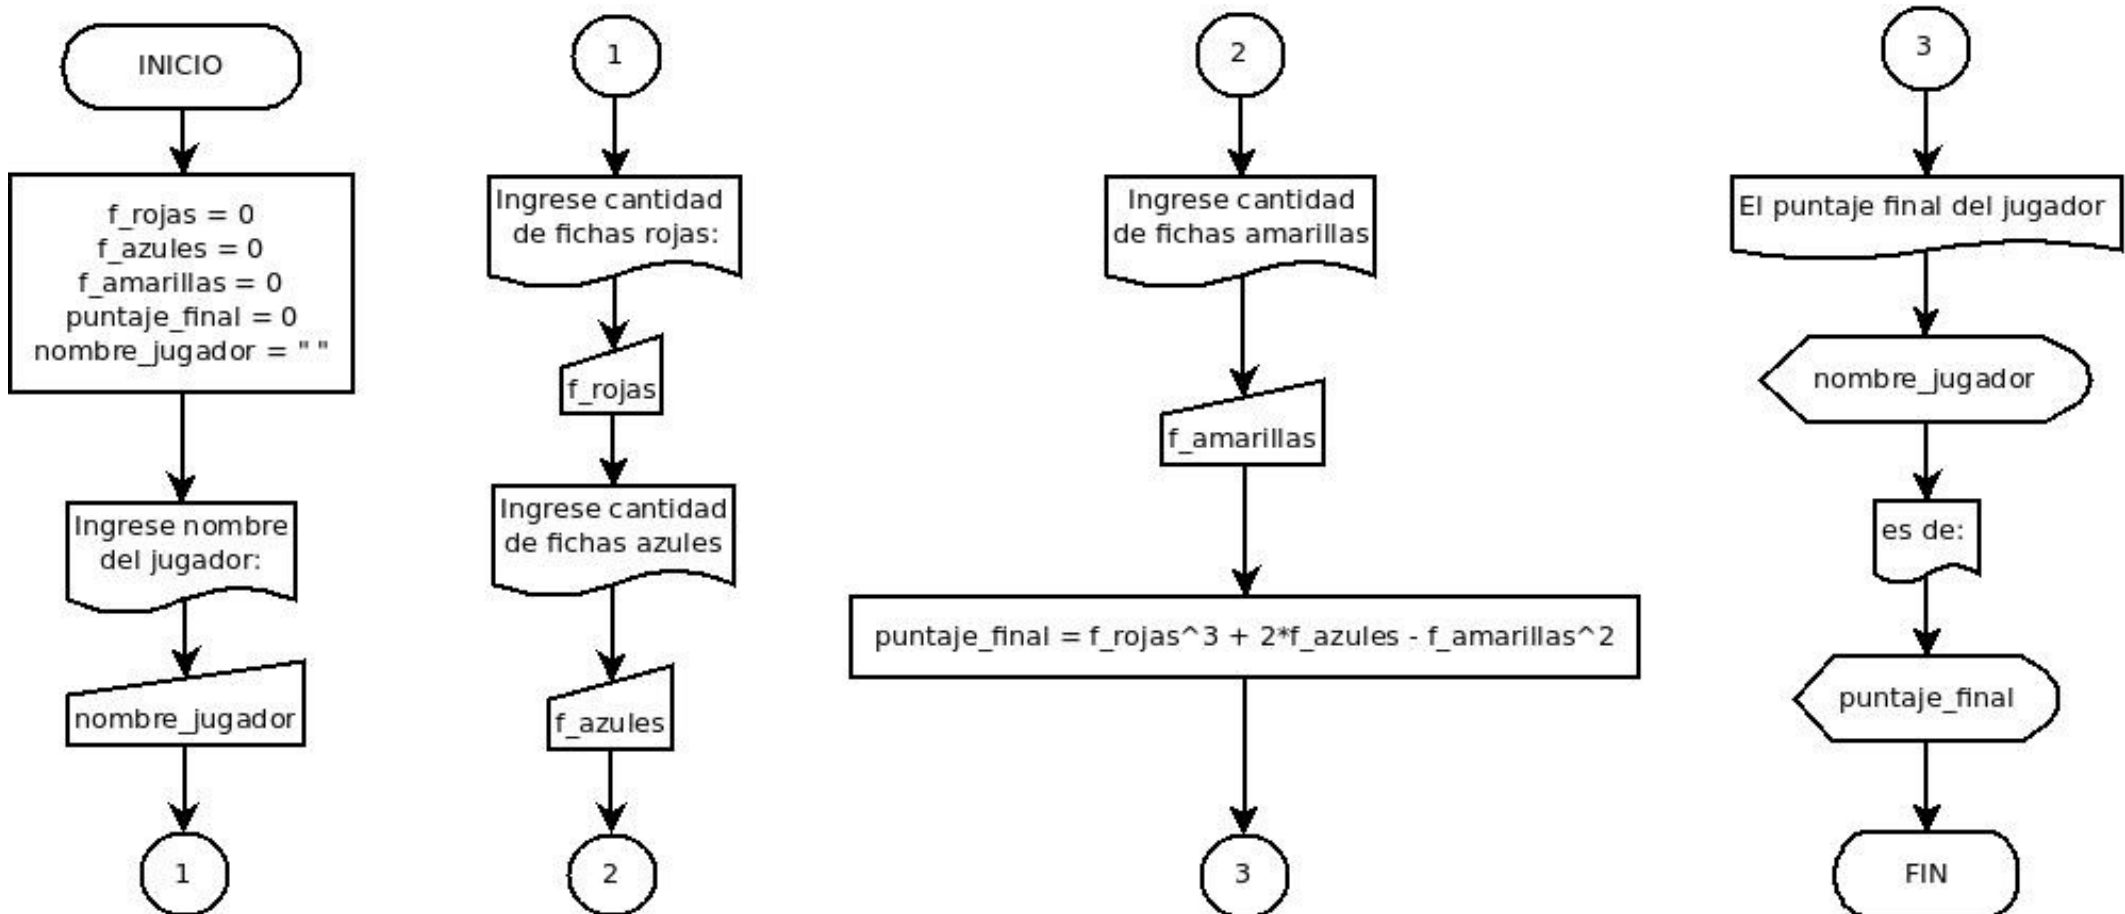 INICIO
f_rojas = 0
f_azules = 0
f_amarillas = 0
puntaje_final = 0
nombre_jugador = " "
Ingrese nombre
del jugador:
nombre_jugador
1
1
Ingrese cantidad
de fichas rojas:
f_rojas
Ingrese cantidad
de fichas azules
f_azules
2
2
Ingrese cantidad
de fichas amarillas
f_amarillas
puntaje_final = f_rojas^3 + 2*f_azules - f_amarillas^2
3
3
El puntaje final del jugador
nombre_jugador
es de:
puntaje_final
FIN